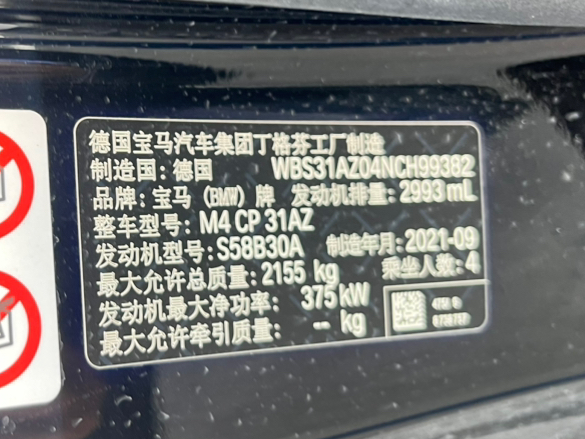 德国宝马汽车集团丁格芬工厂制造
制造国: 德国 WBS31AZ04NCH99382
品牌: 宝马 (BMW) 牌 发动机排量: 2993 mL
整车型号: M4 CP 31AZ
发动机型号: S58B30A 制造年月: 2021-09
最大允许总质量: 2155 kg 乘坐人数: 4
发动机最大净功率: 375 kW
最大允许牵引质量: -- kg